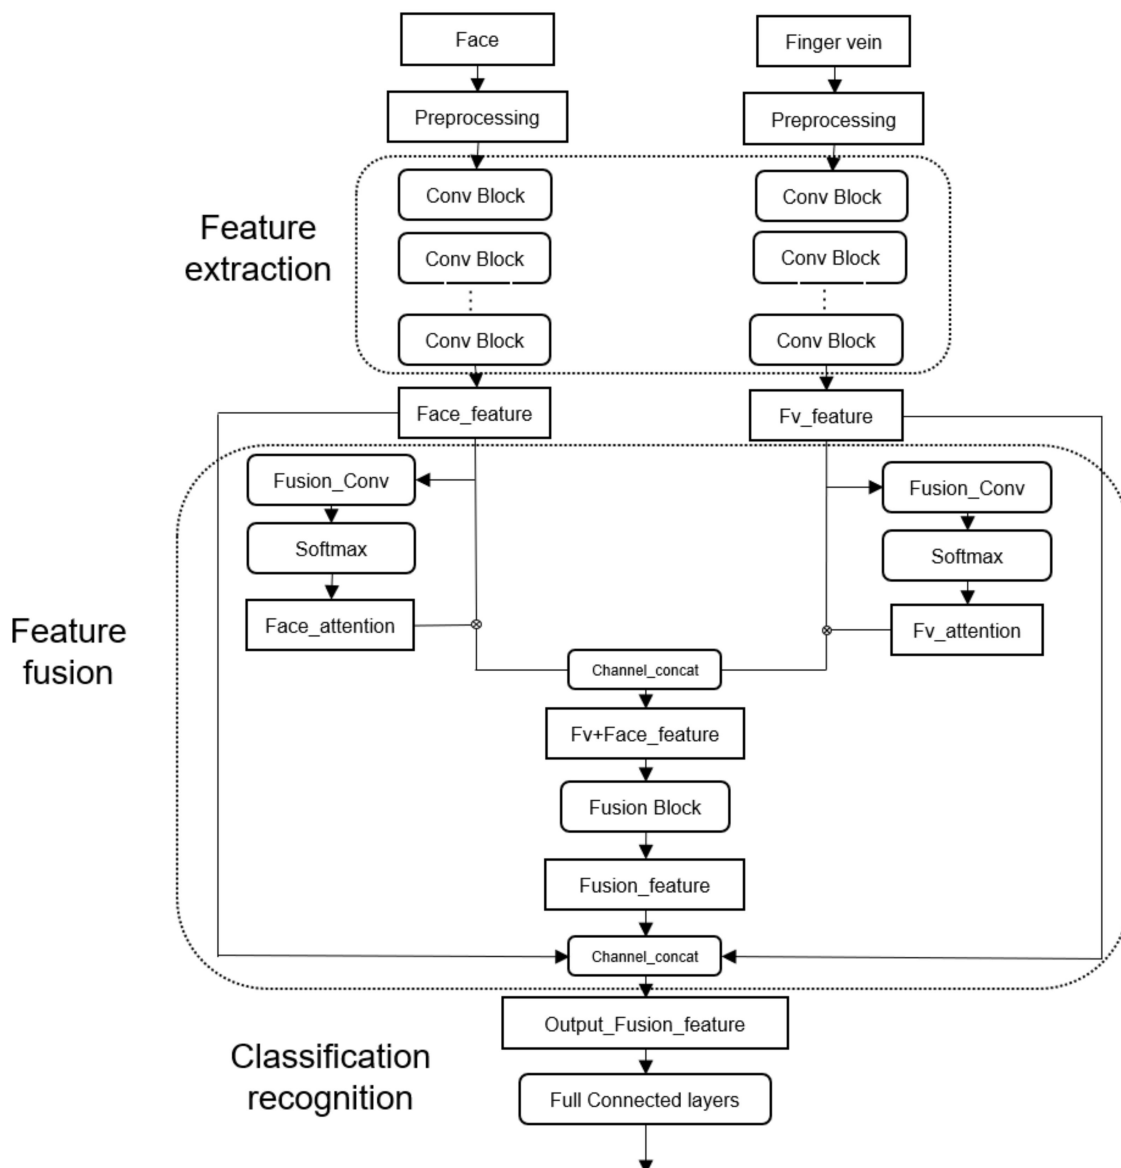 Face
Finger vein
Preprocessing
Preprocessing
Feature
extraction
Conv Block
Conv Block
Conv Block
Conv Block
Conv Block
Conv Block
Face_feature
Fv_feature
Feature
fusion
Fusion_Conv
Fusion_Conv
Softmax
Softmax
Face_attention
Fv_attention
Channel_concat
Fv+Face_feature
Fusion Block
Fusion_feature
Channel_concat
Classification
recognition
Output_Fusion_feature
Full Connected layers